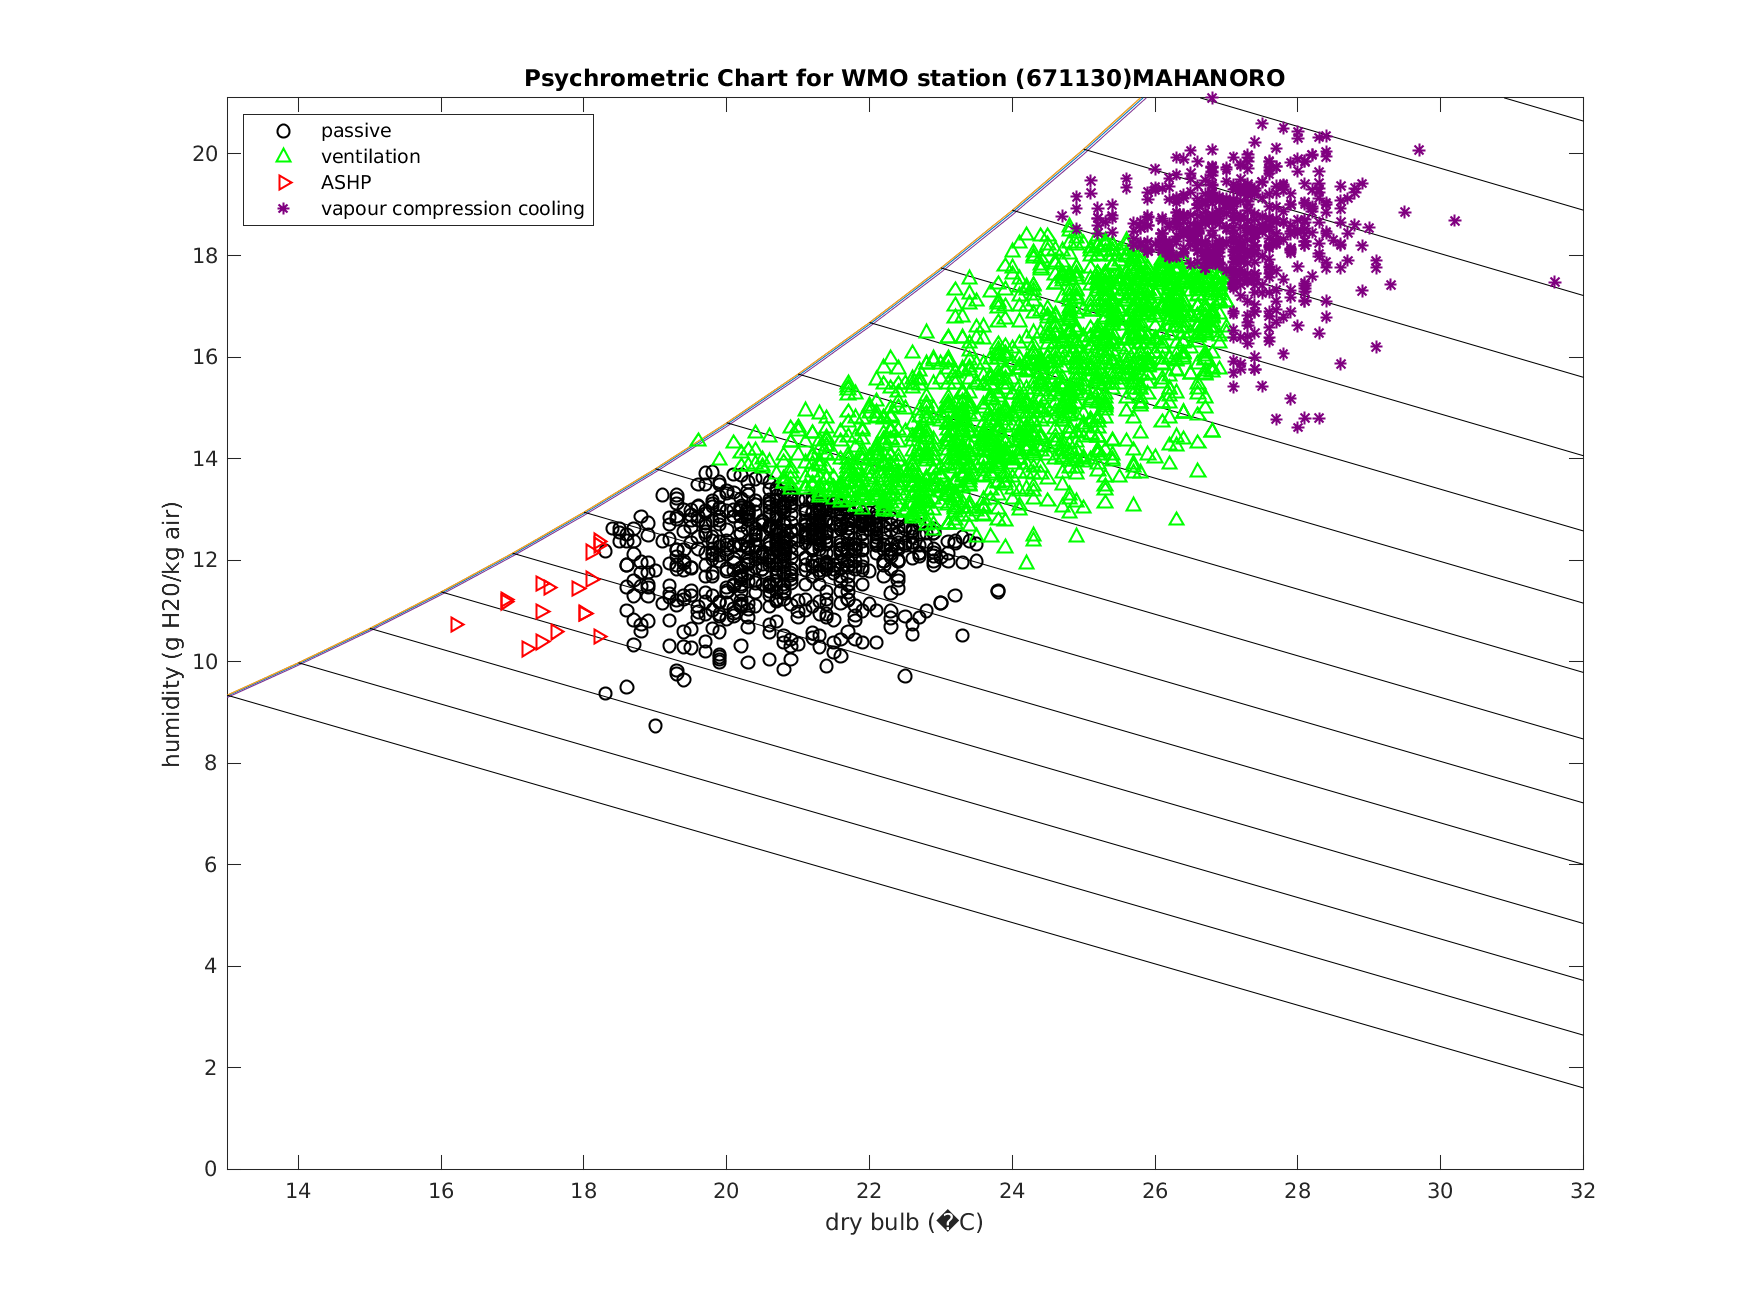 Psychrometric Chart for WMO station (671130)MAHANORO
passive
ventilation
ASHP
vapour compression cooling
humidity (g H20/kg air)
20
18
16
14
12
10
8
6
4
2
0
14 16 18 20 22 24 26 28 30 32
dry bulb (�C)